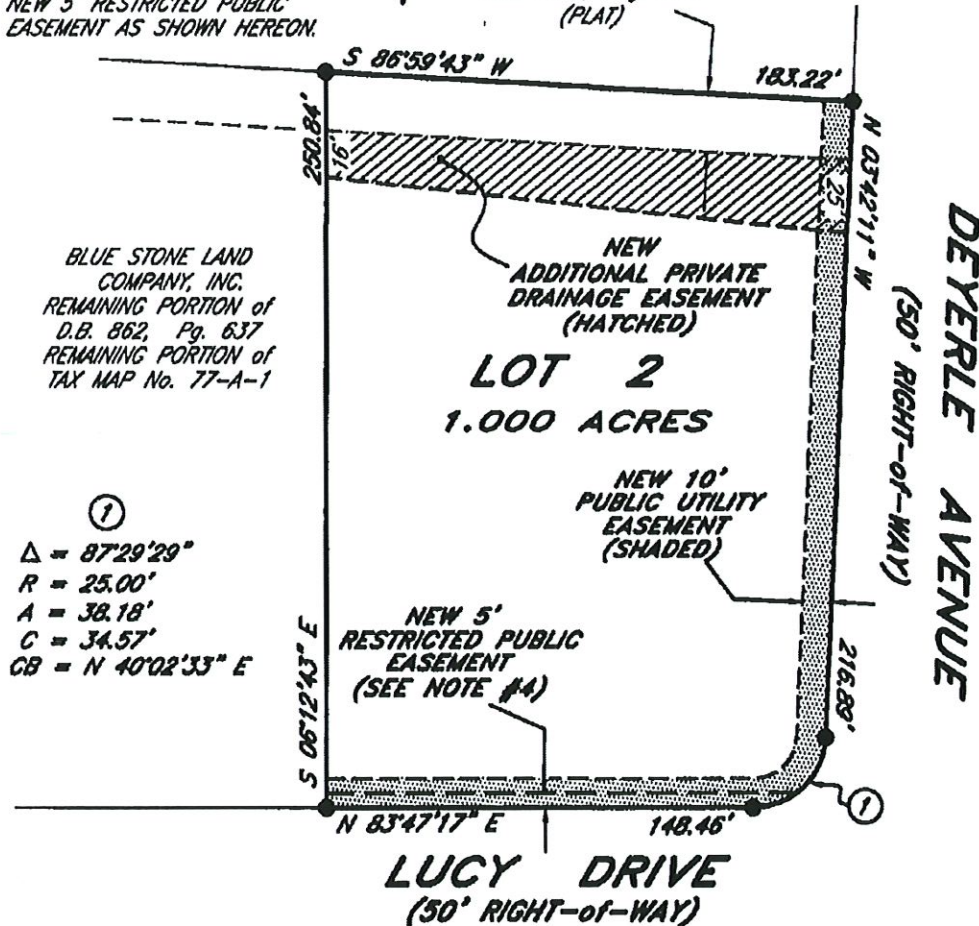 NEW 5' RESTRICTED PUBLIC
EASEMENT AS SHOWN HEREON.
(PLAT)
S 86°59'43" W
183.22'
250.84'
16'
25'
N 03°42'11" W
DEYERLE AVENUE
(50' RIGHT-of-WAY)
BLUE STONE LAND
COMPANY, INC.
REMAINING PORTION of
D.B. 862, Pg. 637
REMAINING PORTION of
TAX MAP No. 77-A-1
NEW
ADDITIONAL PRIVATE
DRAINAGE EASEMENT
(HATCHED)
LOT 2
1.000 ACRES
NEW 10'
PUBLIC UTILITY
EASEMENT
(SHADED)
1
Δ = 87°29'29"
R = 25.00'
A = 38.18'
C = 34.57'
CB = N 40°02'33" E
NEW 5'
RESTRICTED PUBLIC
EASEMENT
(SEE NOTE #4)
S 06°12'43" E
216.89'
1
N 83°47'17" E
148.46'
LUCY DRIVE
(50' RIGHT-of-WAY)